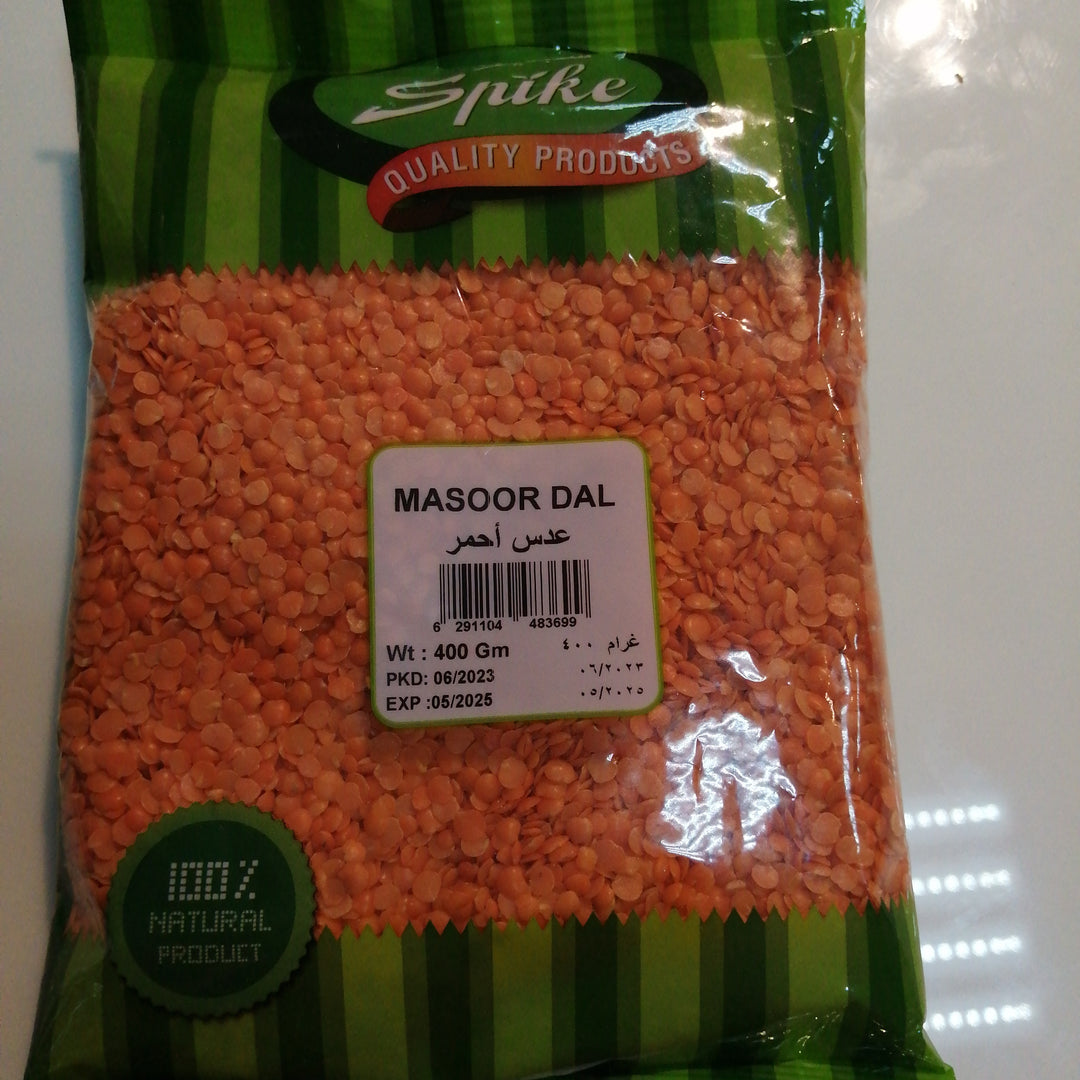 Spike
QUALITY PRODUCTS
MASOOR DAL
عدس أحمر
6 291104 483699
Wt : 400 Gm ٤٠٠ غرام
PKD: 06/2023 ٠٦/٢٠٢٣
EXP :05/2025 ٠٥/٢٠٢٥
100%
NATURAL
PRODUCT